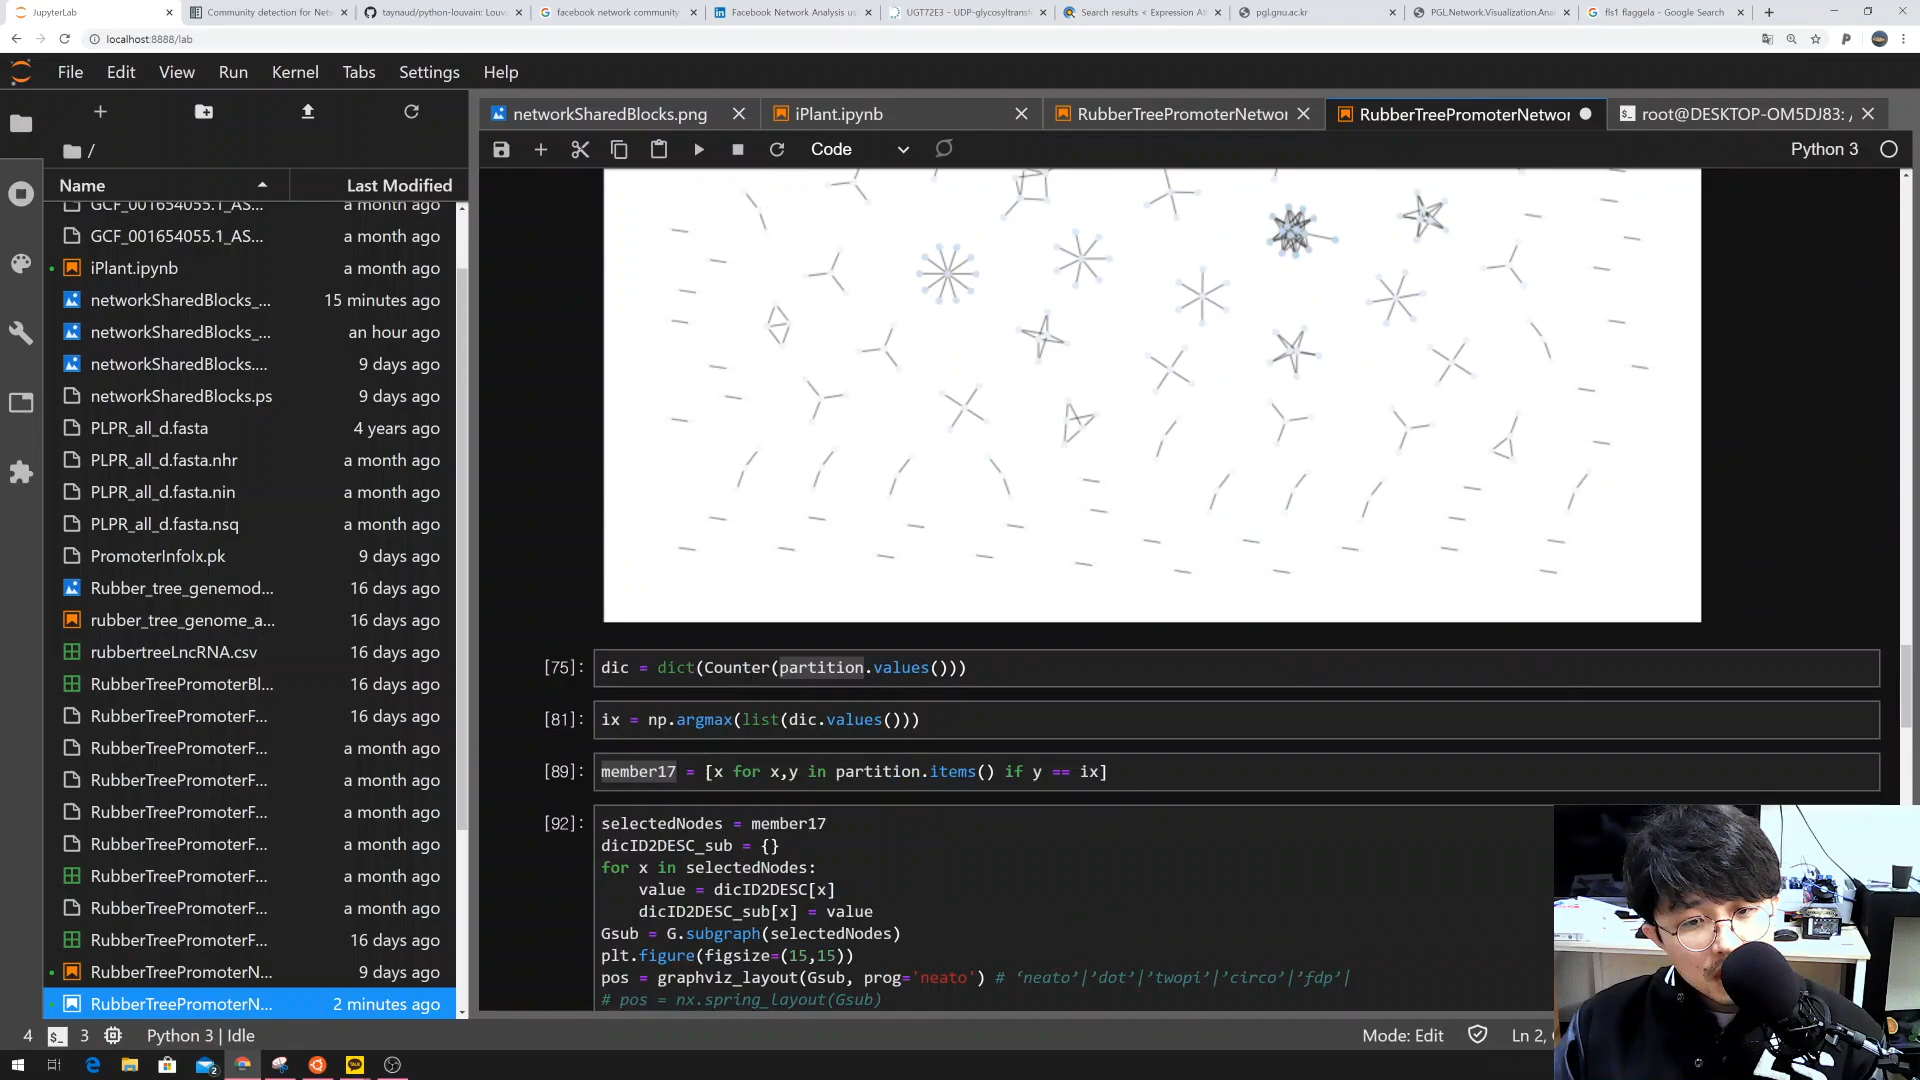 JupyterLab
Community detection for Net
taynaud/python-louvain: Louv
facebook network community
Facebook Network Analysis us
UGT72E3 - UDP-glycosyltransf
Search results < Expression At
pgl.gnu.ac.kr
PGL.Network.Visualization.Ana
fls1 flaggela - Google Search
localhost:8888/lab
File Edit View Run Kernel Tabs Settings Help
networkSharedBlocks.png
iPlant.ipynb
RubberTreePromoterNetwor
RubberTreePromoterNetwor
root@DESKTOP-OM5DJ83: /
/
Code
Python 3
Name Last Modified
GCF_001654055.1_AS... a month ago
GCF_001654055.1_AS... a month ago
iPlant.ipynb a month ago
networkSharedBlocks_... 15 minutes ago
networkSharedBlocks_... an hour ago
networkSharedBlocks.... 9 days ago
networkSharedBlocks.ps 9 days ago
PLPR_all_d.fasta 4 years ago
PLPR_all_d.fasta.nhr a month ago
PLPR_all_d.fasta.nin a month ago
PLPR_all_d.fasta.nsq a month ago
PromoterInfoIx.pk 9 days ago
Rubber_tree_genemod... 16 days ago
rubber_tree_genome_a... 16 days ago
rubbertreeLncRNA.csv 16 days ago
RubberTreePromoterBl... 16 days ago
RubberTreePromoterF... 16 days ago
RubberTreePromoterF... a month ago
RubberTreePromoterF... a month ago
RubberTreePromoterF... a month ago
RubberTreePromoterF... a month ago
RubberTreePromoterF... a month ago
RubberTreePromoterF... a month ago
RubberTreePromoterF... 16 days ago
RubberTreePromoterN... 9 days ago
RubberTreePromoterN... 2 minutes ago
[75]: dic = dict(Counter(partition.values()))
[81]: ix = np.argmax(list(dic.values()))
[89]: member17 = [x for x,y in partition.items() if y == ix]
[92]: selectedNodes = member17
dicID2DESC_sub = {}
for x in selectedNodes:
value = dicID2DESC[x]
dicID2DESC_sub[x] = value
Gsub = G.subgraph(selectedNodes)
plt.figure(figsize=(15,15))
pos = graphviz_layout(Gsub, prog='neato') # ‘neato’|’dot’|’twopi’|’circo’|’fdp’|
# pos = nx.spring_layout(Gsub)
4 3 Python 3 | Idle
Mode: Edit
Ln 2,
2